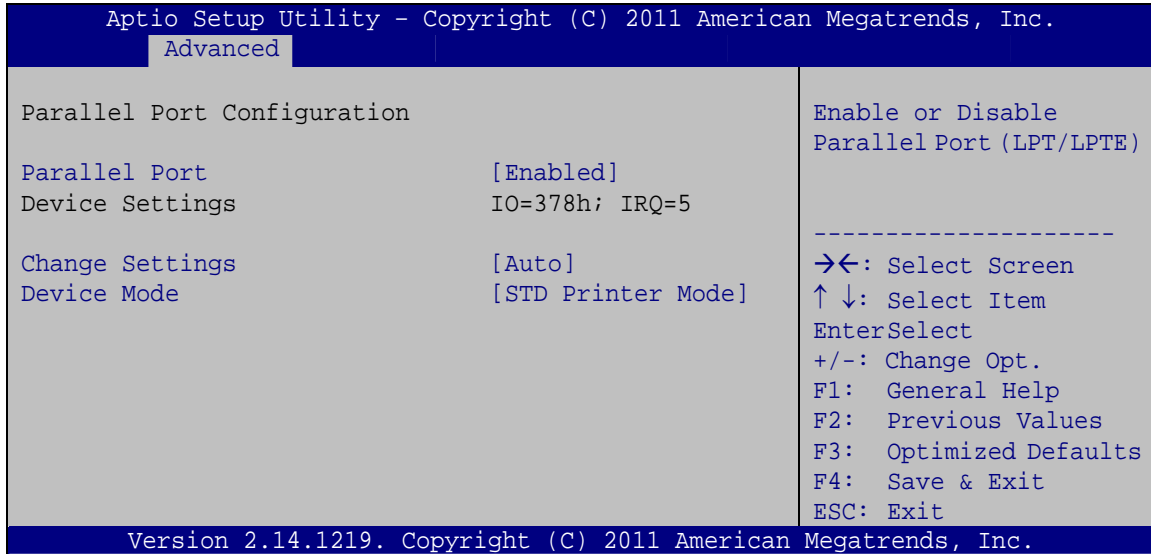 Aptio Setup Utility – Copyright (C) 2011 American Megatrends, Inc.
Advanced
Parallel Port Configuration
Parallel Port [Enabled]
Device Settings IO=378h; IRQ=5
Change Settings [Auto]
Device Mode [STD Printer Mode]
Enable or Disable
Parallel Port (LPT/LPTE)
---------------------
→←: Select Screen
↑ ↓: Select Item
EnterSelect
+/-: Change Opt.
F1: General Help
F2: Previous Values
F3: Optimized Defaults
F4: Save & Exit
ESC: Exit
Version 2.14.1219. Copyright (C) 2011 American Megatrends, Inc.